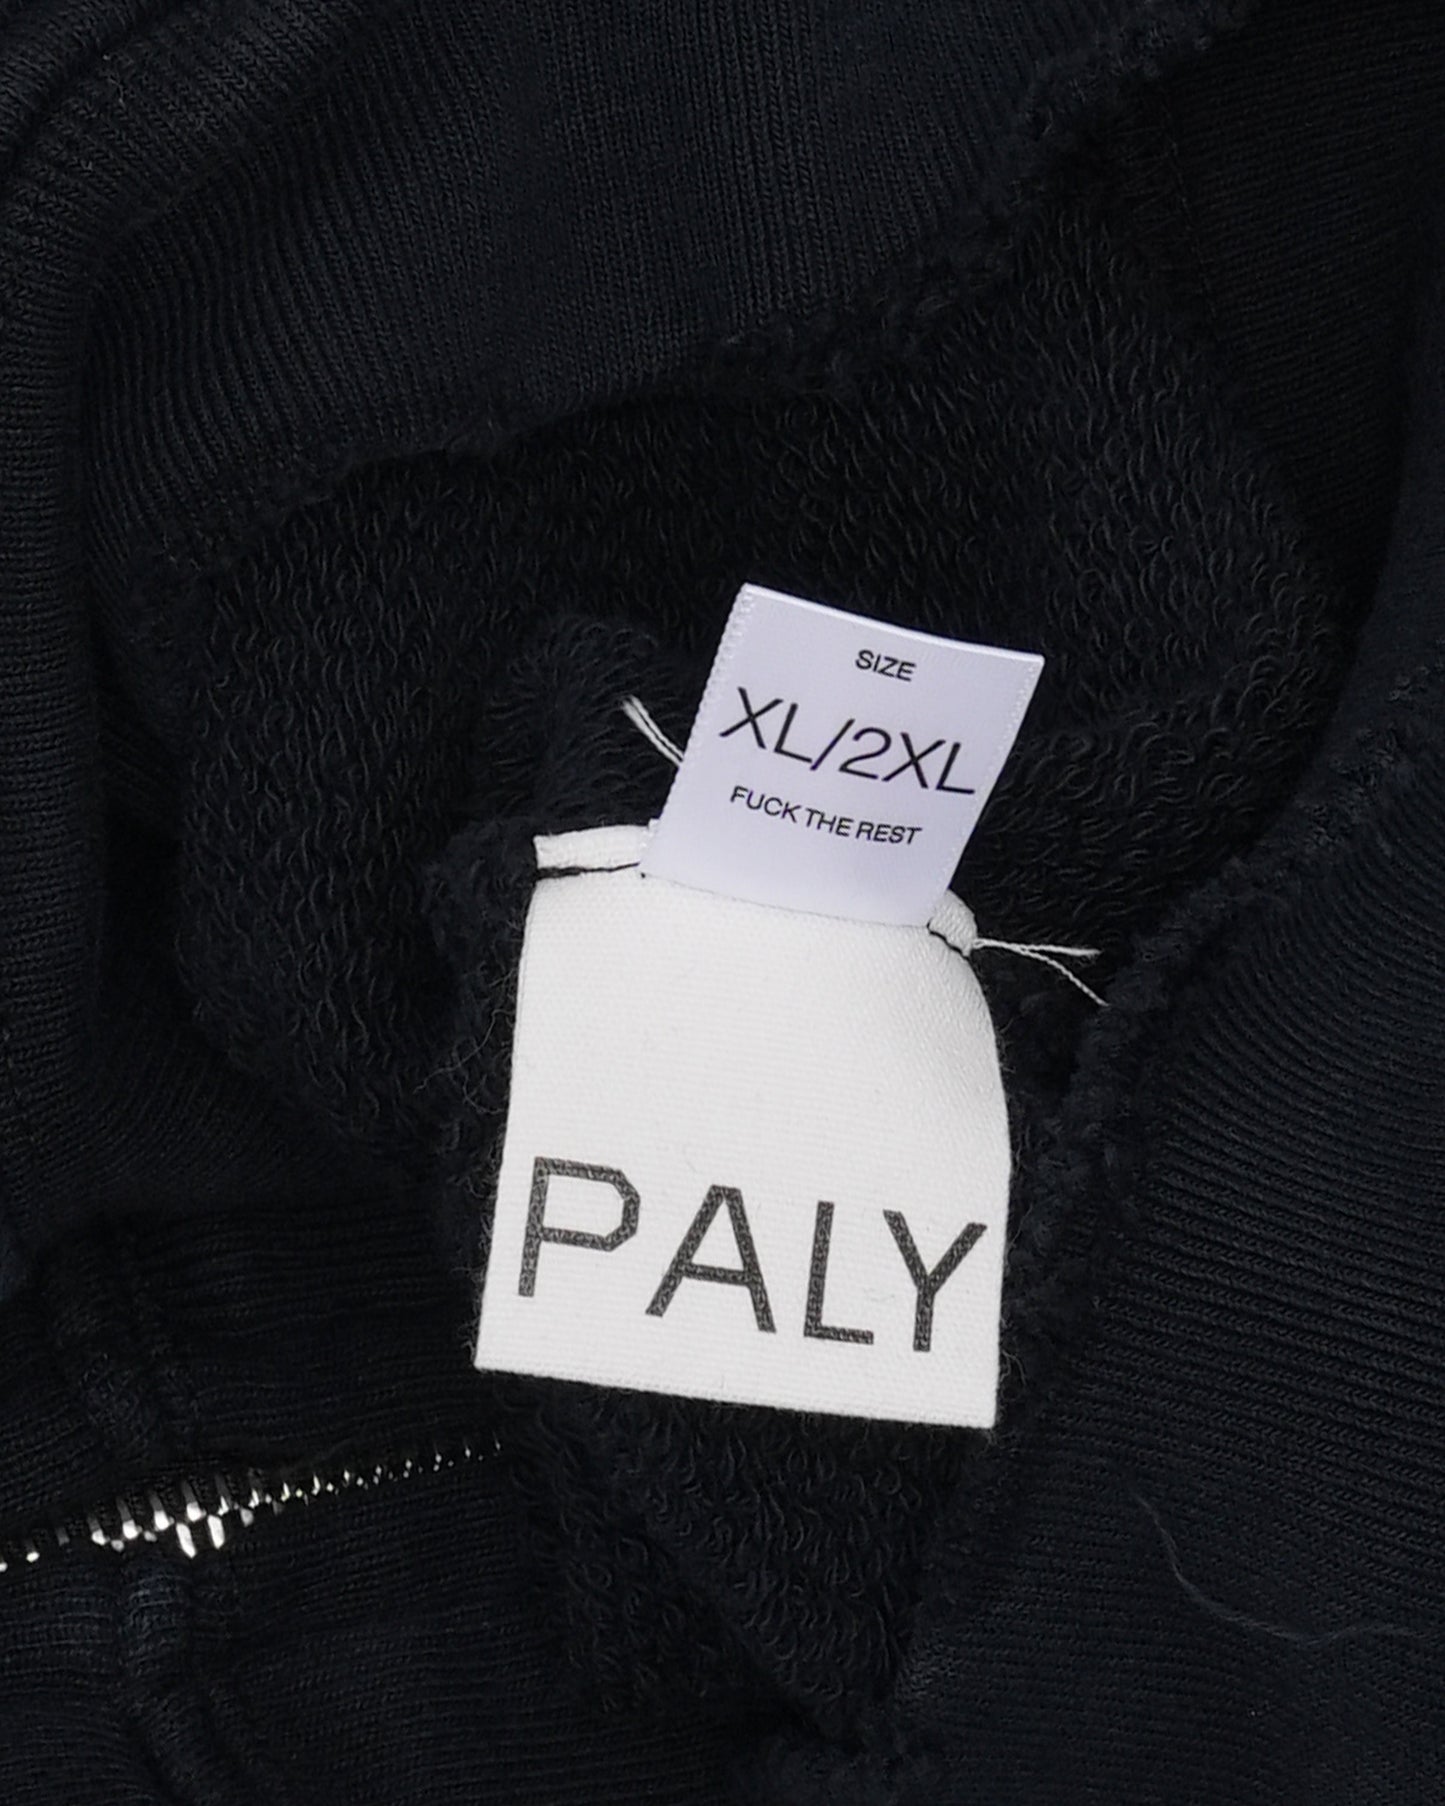 SIZE
XL/2XL
FUCK THE REST
PALY